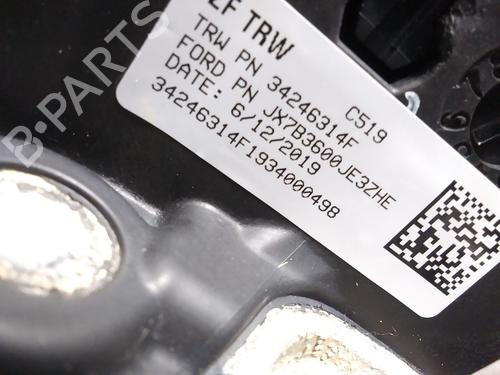 ZF TRW
C519
TRW PN 34246314F
FORD PN JX7B3600JE3ZHE
DATE: 6/12/2019
34246314F1934000498
B-PARTS